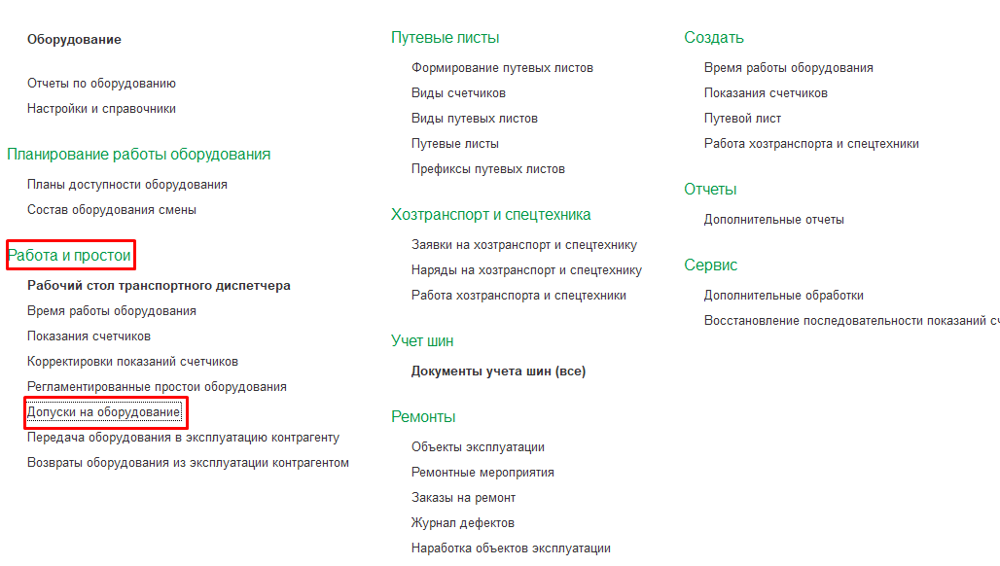 Оборудование
Отчеты по оборудованию
Настройки и справочники
Планирование работы оборудования
Планы доступности оборудования
Состав оборудования смены
Работа и простои
Рабочий стол транспортного диспетчера
Время работы оборудования
Показания счетчиков
Корректировки показаний счетчиков
Регламентированные простои оборудования
Допуски на оборудование
Передача оборудования в эксплуатацию контрагенту
Возвраты оборудования из эксплуатации контрагентом
Путевые листы
Формирование путевых листов
Виды счетчиков
Виды путевых листов
Путевые листы
Префиксы путевых листов
Хозтранспорт и спецтехника
Заявки на хозтранспорт и спецтехнику
Наряды на хозтранспорт и спецтехнику
Работа хозтранспорта и спецтехники
Учет шин
Документы учета шин (все)
Ремонты
Объекты эксплуатации
Ремонтные мероприятия
Заказы на ремонт
Журнал дефектов
Наработка объектов эксплуатации
Создать
Время работы оборудования
Показания счетчиков
Путевой лист
Работа хозтранспорта и спецтехники
Отчеты
Дополнительные отчеты
Сервис
Дополнительные обработки
Восстановление последовательности показаний